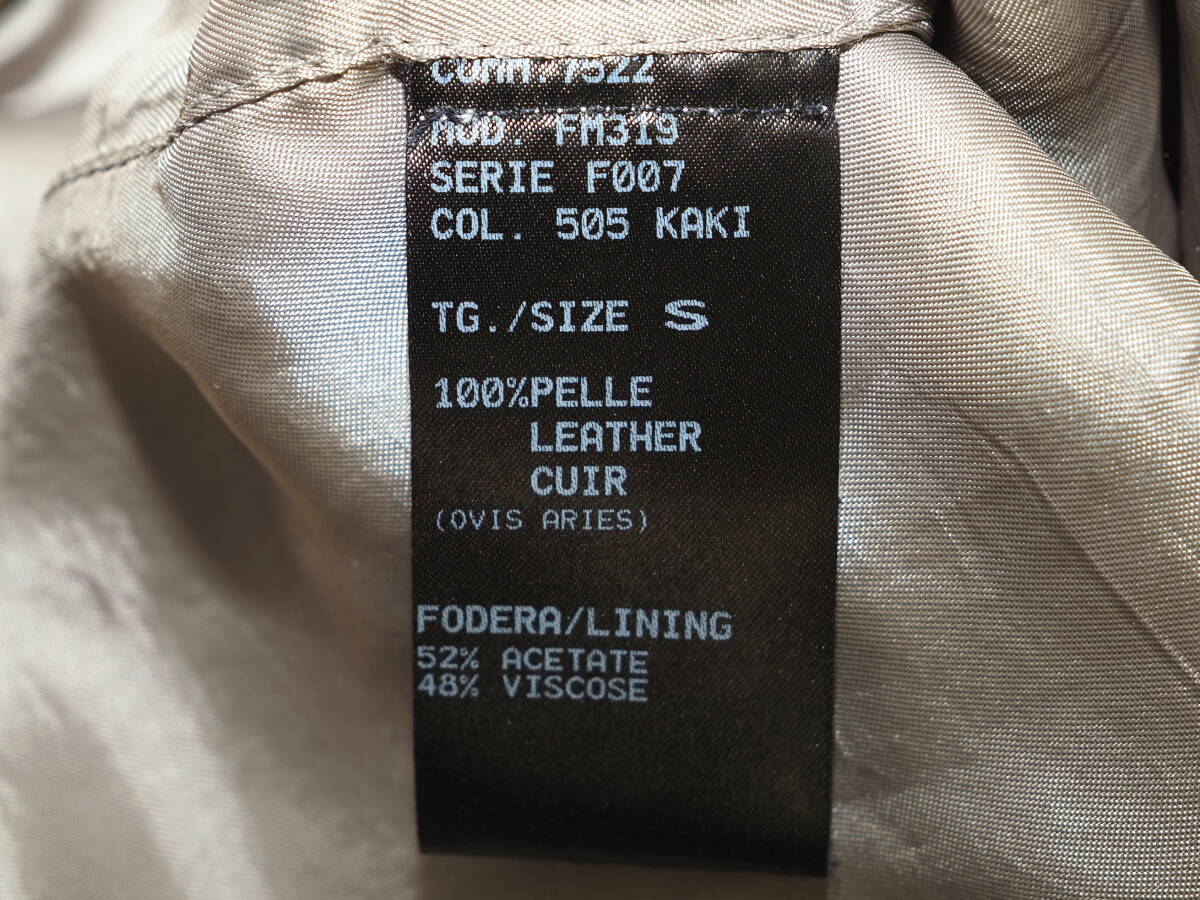 COMM. 7522
MOD. FM319
SERIE F007
COL. 505 KAKI
TG./SIZE S
100%PELLE
LEATHER
CUIR
(OVIS ARIES)
FODERA/LINING
52% ACETATE
48% VISCOSE